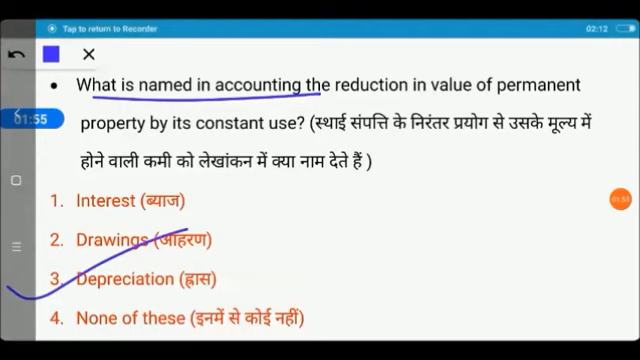 Tap to return to Recorder
02:12
• What is named in accounting the reduction in value of permanent
01:55
property by its constant use? (स्थाई संपत्ति के निरंतर प्रयोग से उसके मूल्य में
होने वाली कमी को लेखांकन में क्या नाम देते हैं )
1. Interest (ब्याज)
01:53
2. Drawings (आहरण)
3. Depreciation (ह्रास)
4. None of these (इनमें से कोई नहीं)